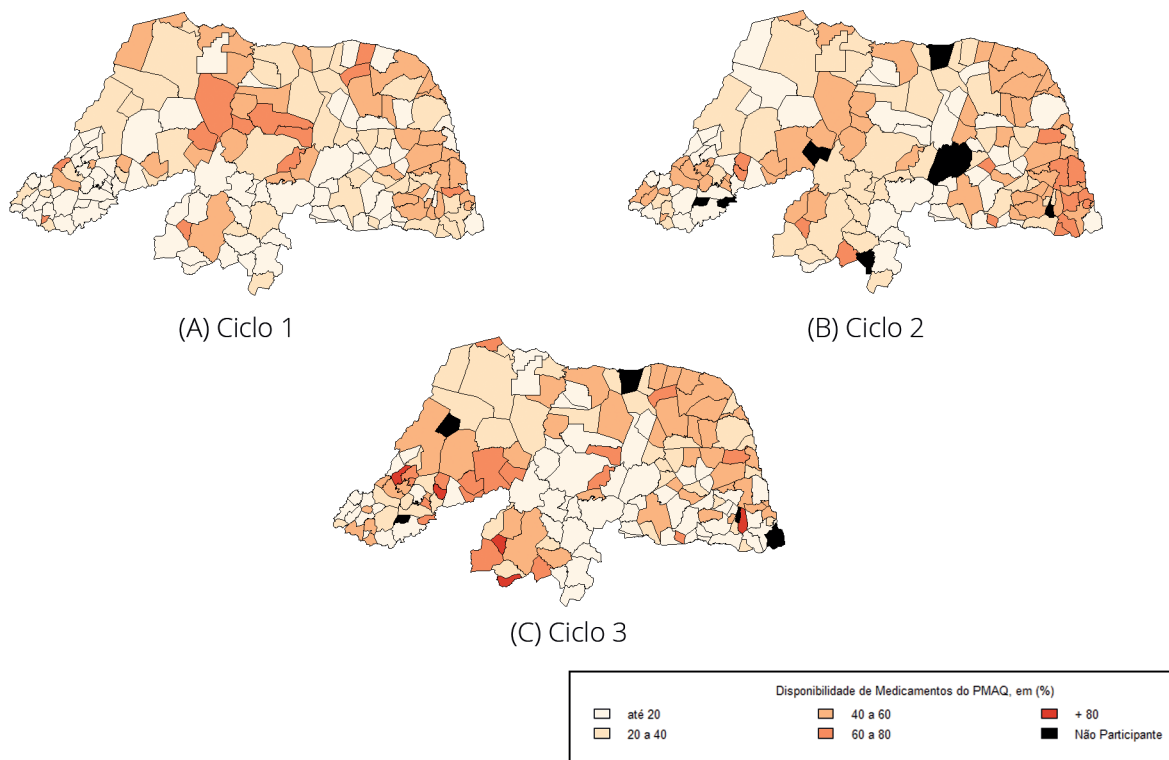 (A) Ciclo 1
(B) Ciclo 2
(C) Ciclo 3
Disponibilidade de Medicamentos do PMAQ, em (%)
até 20
40 a 60
+ 80
20 a 40
60 a 80
Não Participante